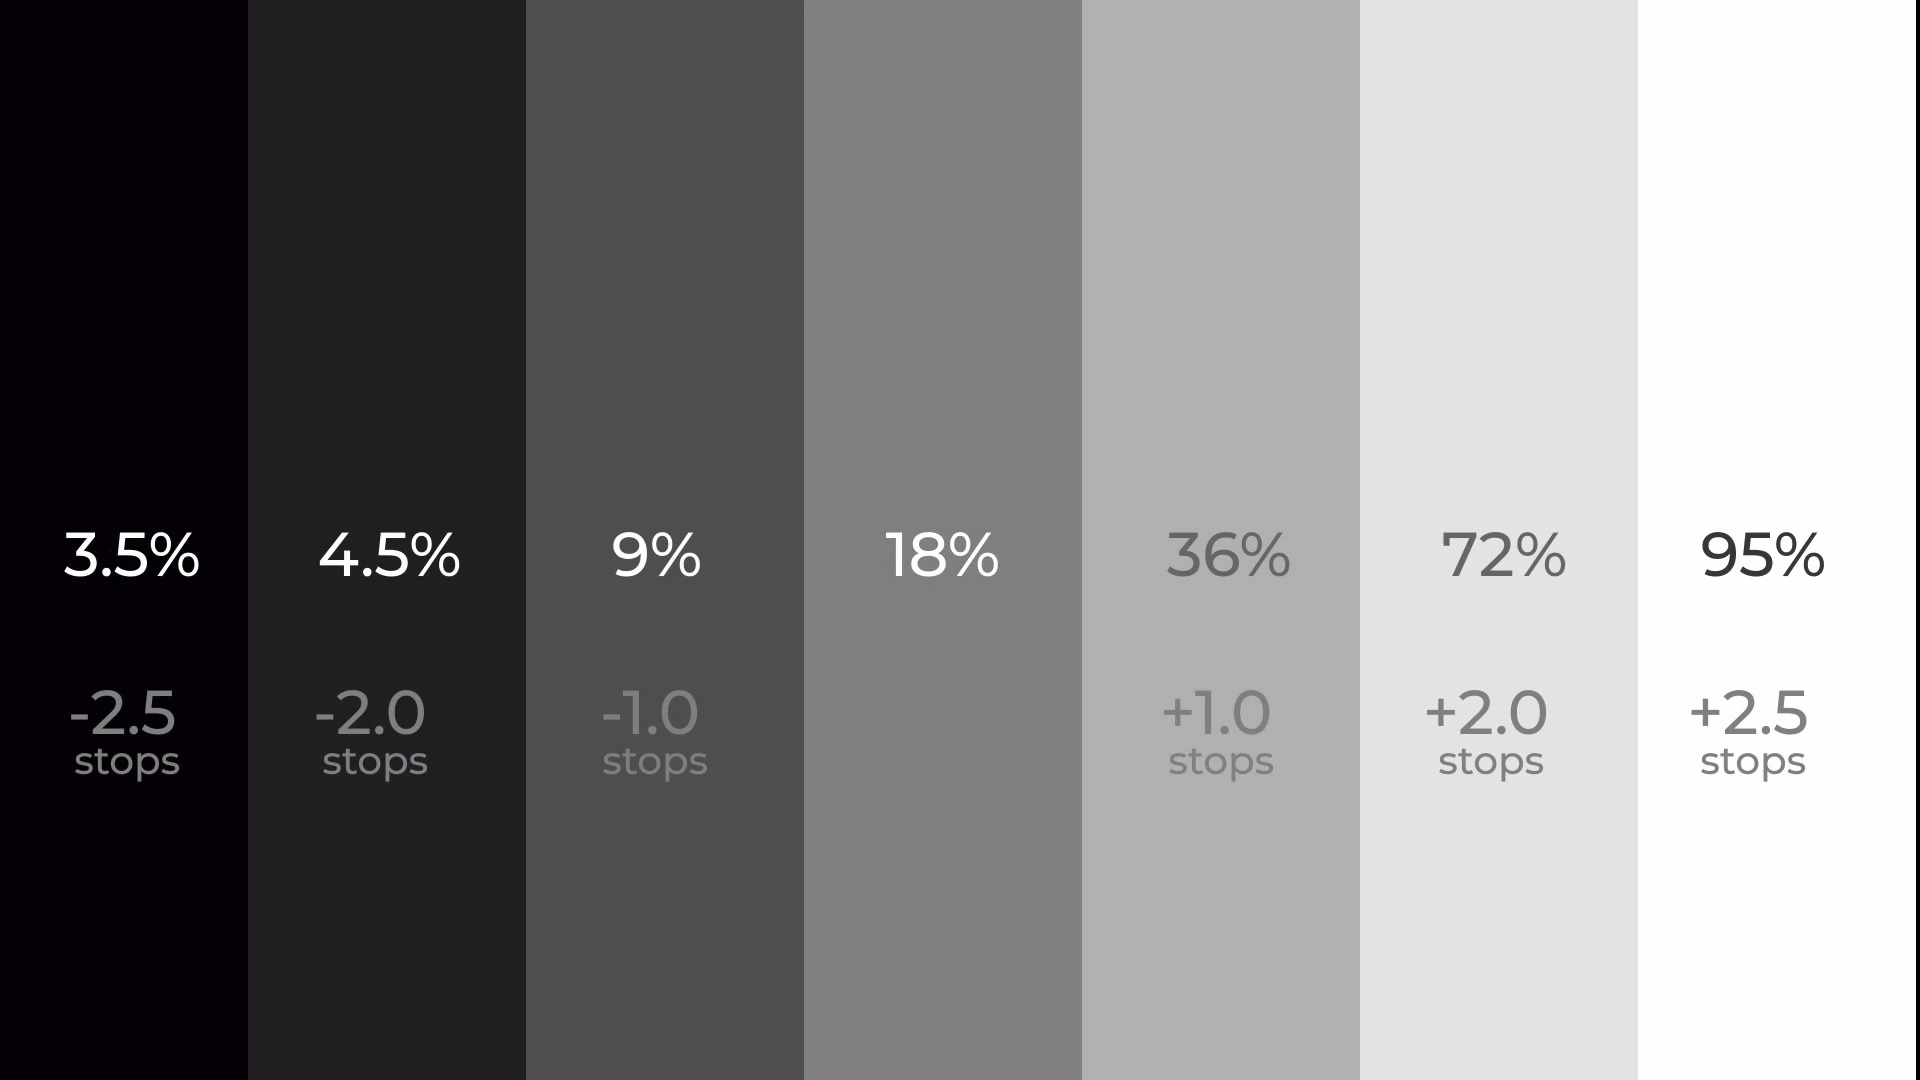 3.5% 4.5% 9% 18% 36% 72% 95%
-2.5 -2.0 -1.0 +1.0 +2.0 +2.5
stops stops stops stops stops stops